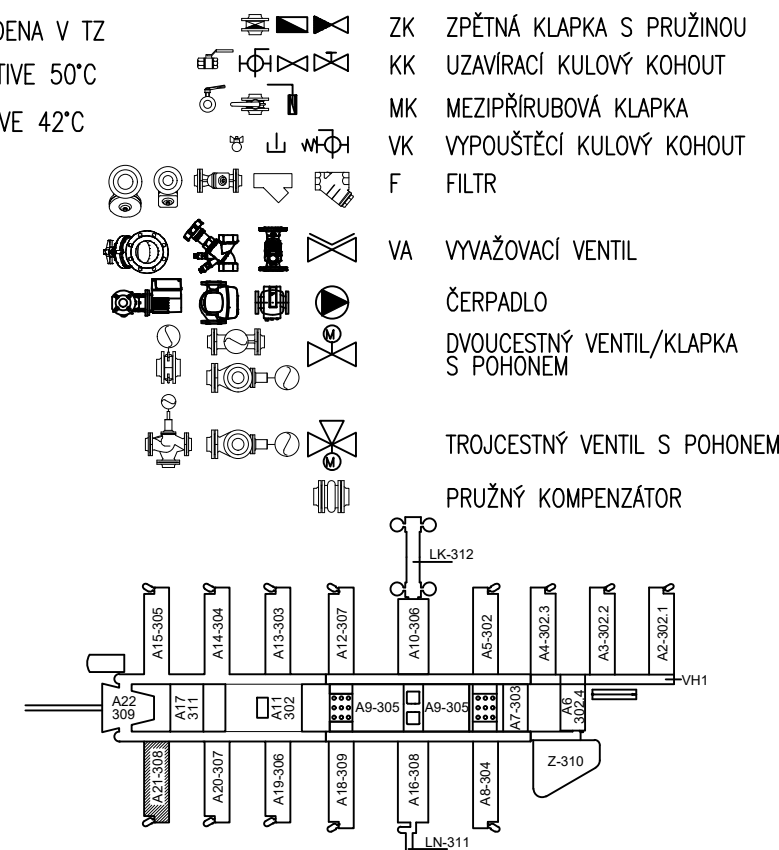 DENA V TZ
TIVE 50°C
VE 42°C
ZK ZPĚTNÁ KLAPKA S PRUŽINOU
KK UZAVÍRACÍ KULOVÝ KOHOUT
MK MEZIPŘÍRUBOVÁ KLAPKA
VK VYPOUŠTĚCÍ KULOVÝ KOHOUT
F FILTR
VA VYVAŽOVACÍ VENTIL
ČERPADLO
M
DVOUCESTNÝ VENTIL/KLAPKA
S POHONEM
TROJCESTNÝ VENTIL S POHONEM
M
PRUŽNÝ KOMPENZÁTOR
LK-312
A15-305
A14-304
A13-303
A12-307
A10-306
A5-302
A4-302.3
A3-302.2
A2-302.1
VH1
A22
309
A17
311
A11
302
A9-305
A9-305
A7-303
A6
302.4
A21-308
A20-307
A19-306
A18-309
A16-308
A8-304
Z-310
LN-311